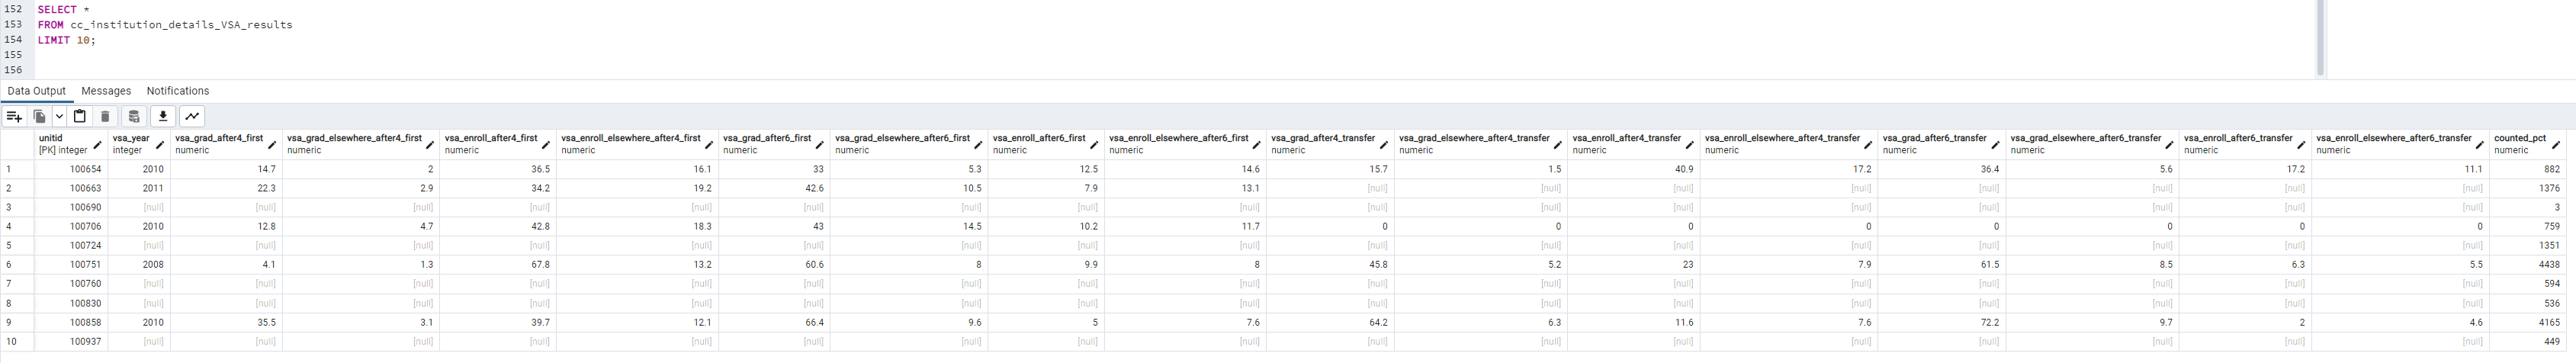 152 SELECT *
153 FROM cc_institution_details_VSA_results
154 LIMIT 10;
155
156
Data Output Messages Notifications
unitid vsa_year vsa_grad_after4_first vsa_grad_elsewhere_after4_first vsa_enroll_after4_first vsa_enroll_elsewhere_after4_first vsa_grad_after6_first vsa_grad_elsewhere_after6_first vsa_enroll_after6_first vsa_enroll_elsewhere_after6_first vsa_grad_after4_transfer vsa_grad_elsewhere_after4_transfer vsa_enroll_after4_transfer vsa_enroll_elsewhere_after4_transfer vsa_grad_after6_transfer vsa_grad_elsewhere_after6_transfer vsa_enroll_after6_transfer vsa_enroll_elsewhere_after6_transfer counted_pct
[PK] integer integer numeric numeric numeric numeric numeric numeric numeric numeric numeric numeric numeric numeric numeric numeric numeric numeric numeric
1 100654 2010 14.7 2 36.5 16.1 33 5.3 12.5 14.6 15.7 1.5 40.9 17.2 36.4 5.6 17.2 11.1 882
2 100663 2011 22.3 2.9 34.2 19.2 42.6 10.5 7.9 13.1 [null] [null] [null] [null] [null] [null] [null] [null] 1376
3 100690 [null] [null] [null] [null] [null] [null] [null] [null] [null] [null] [null] [null] [null] [null] [null] [null] [null] 3
4 100706 2010 12.8 4.7 42.8 18.3 43 14.5 10.2 11.7 0 0 0 0 0 0 0 0 759
5 100724 [null] [null] [null] [null] [null] [null] [null] [null] [null] [null] [null] [null] [null] [null] [null] [null] [null] 1351
6 100751 2008 4.1 1.3 67.8 13.2 60.6 8 9.9 8 45.8 5.2 23 7.9 61.5 8.5 6.3 5.5 4438
7 100760 [null] [null] [null] [null] [null] [null] [null] [null] [null] [null] [null] [null] [null] [null] [null] [null] [null] 594
8 100830 [null] [null] [null] [null] [null] [null] [null] [null] [null] [null] [null] [null] [null] [null] [null] [null] [null] 536
9 100858 2010 35.5 3.1 39.7 12.1 66.4 9.6 5 7.6 64.2 6.3 11.6 7.6 72.2 9.7 2 4.6 4165
10 100937 [null] [null] [null] [null] [null] [null] [null] [null] [null] [null] [null] [null] [null] [null] [null] [null] [null] 449